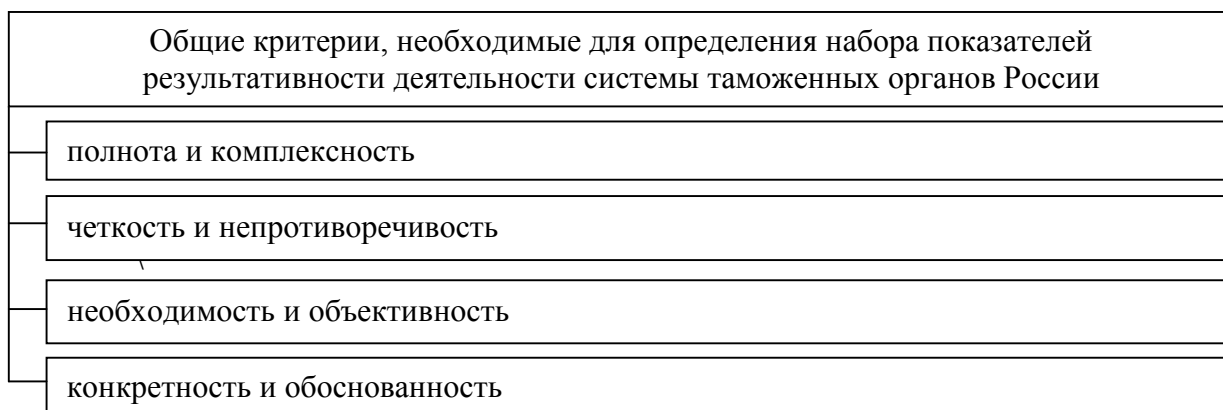 Общие критерии, необходимые для определения набора показателей
результативности деятельности системы таможенных органов России
полнота и комплексность
четкость и непротиворечивость
необходимость и объективность
конкретность и обоснованность